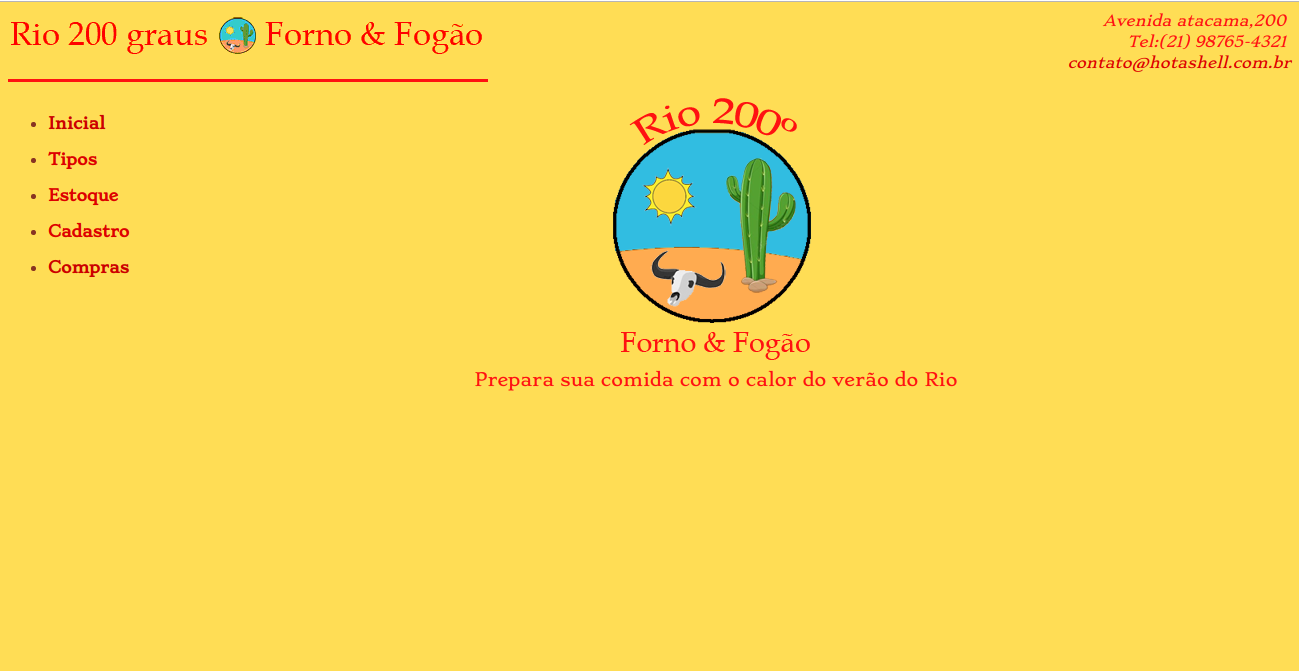 Rio 200 graus Forno & Fogão
Avenida atacama,200
Tel:(21) 98765-4321
contato@hotashell.com.br
Inicial
Tipos
Estoque
Cadastro
Compras
Rio 200º
Forno & Fogão
Prepara sua comida com o calor do verão do Rio